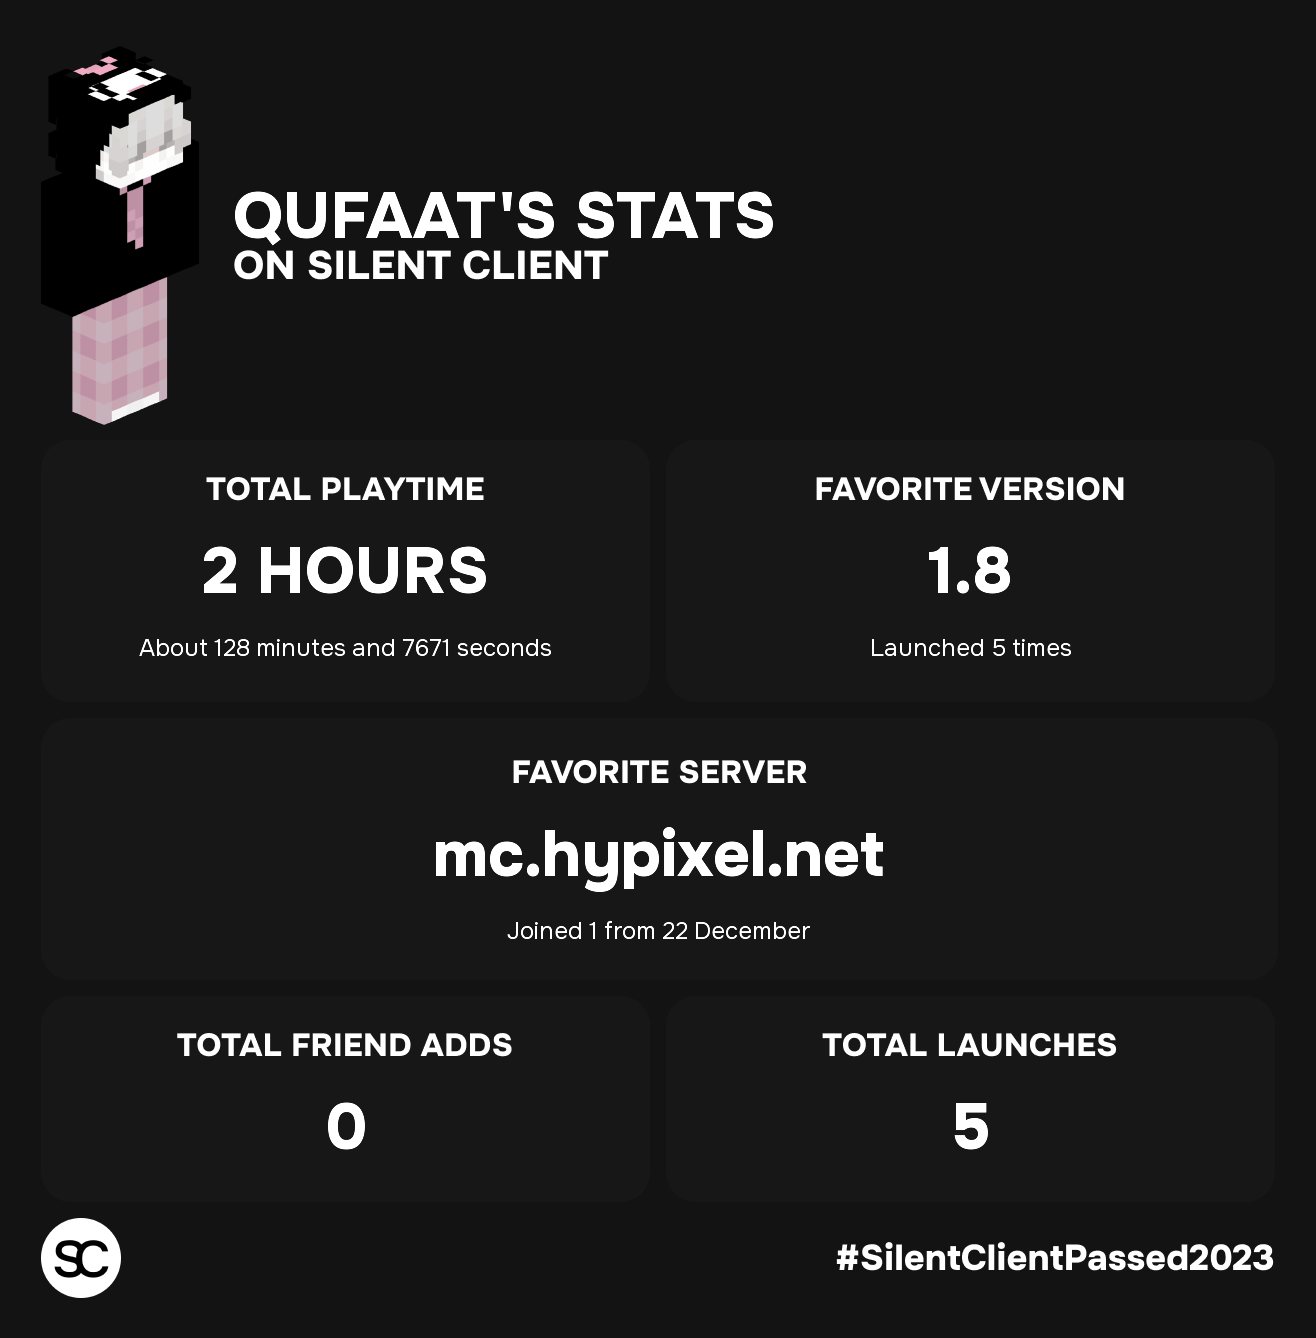 QUFAAT'S STATS
ON SILENT CLIENT
TOTAL PLAYTIME
2 HOURS
About 128 minutes and 7671 seconds
FAVORITE VERSION
1.8
Launched 5 times
FAVORITE SERVER
mc.hypixel.net
Joined 1 from 22 December
TOTAL FRIEND ADDS
0
TOTAL LAUNCHES
5
SC
#SilentClientPassed2023